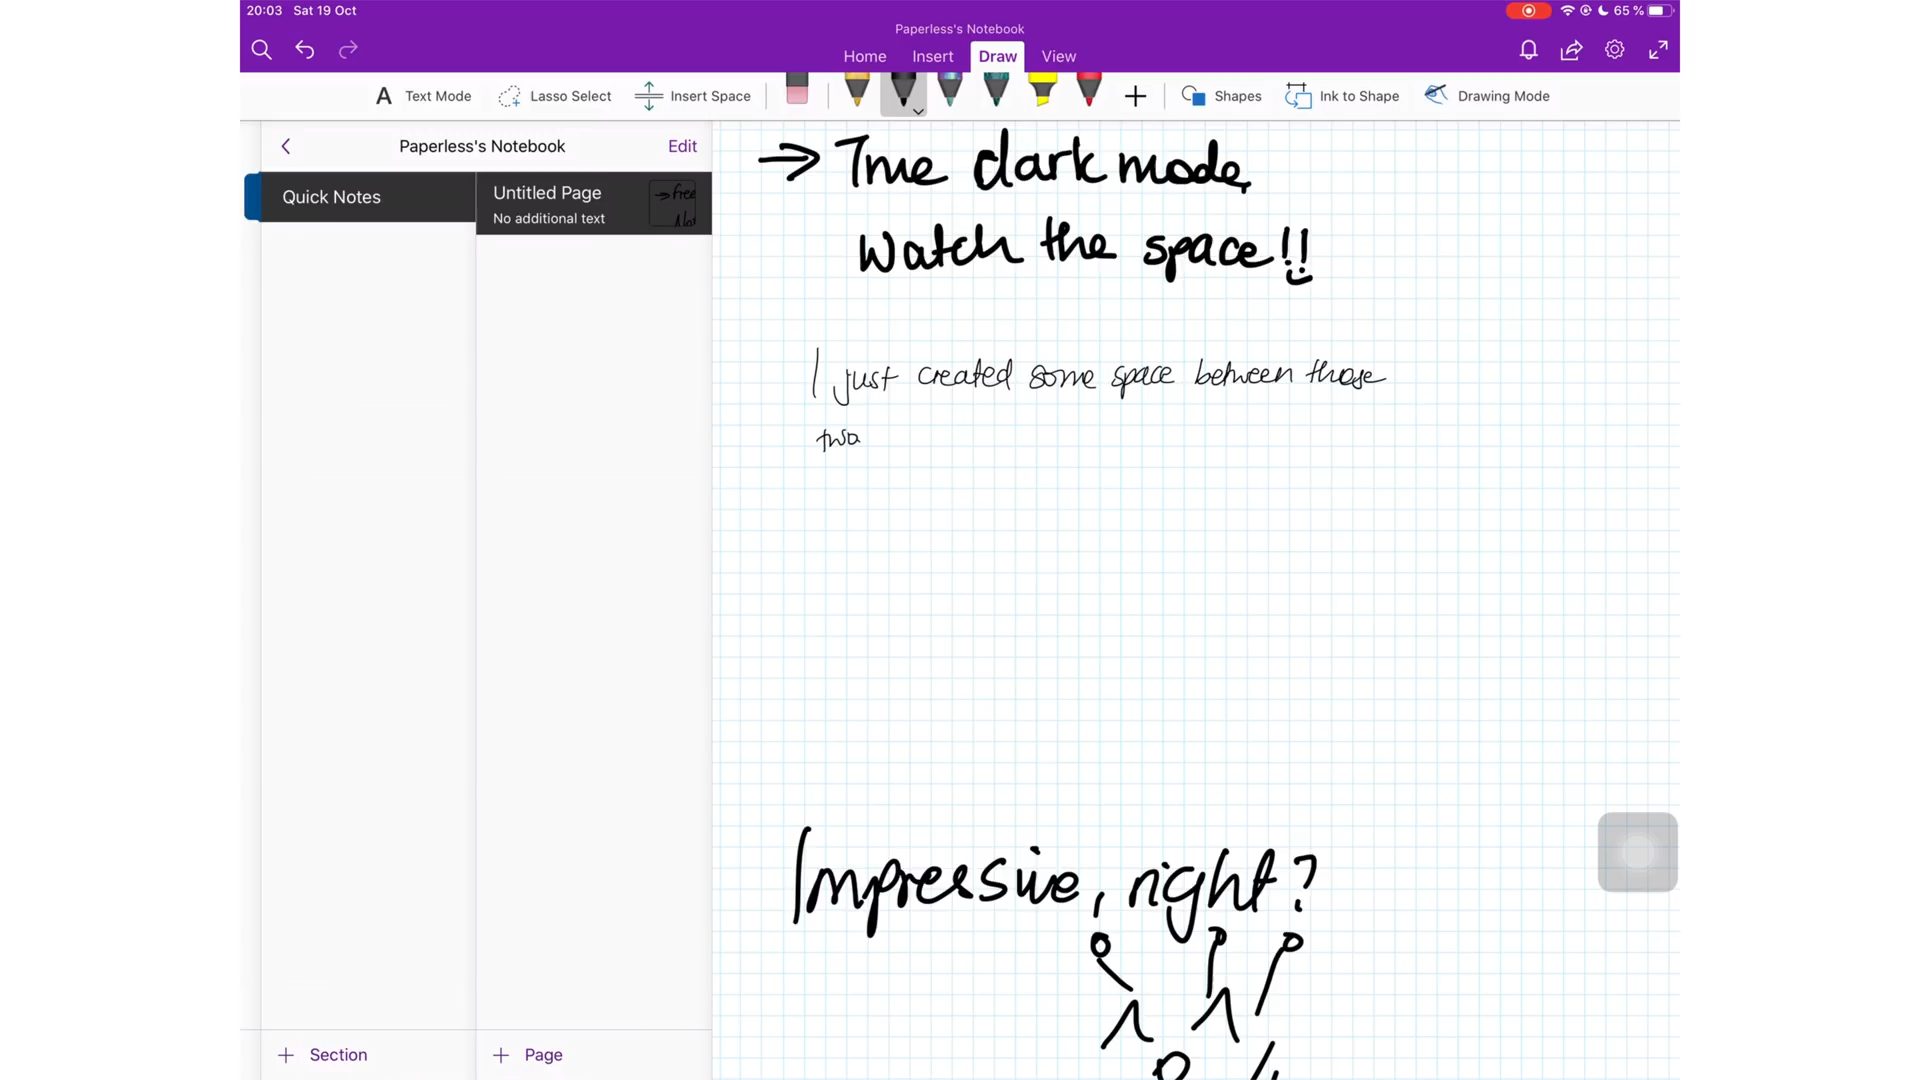 20:03 Sat 19 Oct
65 %
Paperless's Notebook
Home Insert Draw View
A Text Mode Lasso Select Insert Space Shapes Ink to Shape Drawing Mode
Paperless's Notebook Edit
Quick Notes
Untitled Page
No additional text
→ True dark mode,
Watch the space!!
I just created some space between those
two
Impressive, right?
+ Section
+ Page